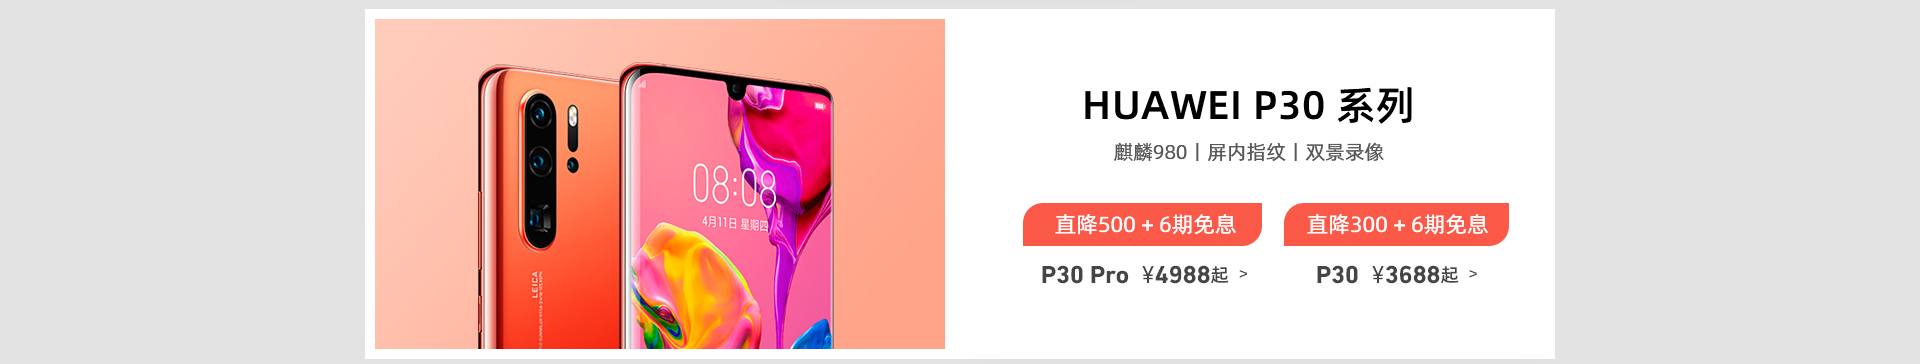 HUAWEI P30 系列
麒麟980丨屏内指纹丨双景录像
直降500 + 6期免息
直降300 + 6期免息
P30 Pro ¥4988起 >
P30 ¥3688起 >
08:08
4月11日 星期四
LEICA